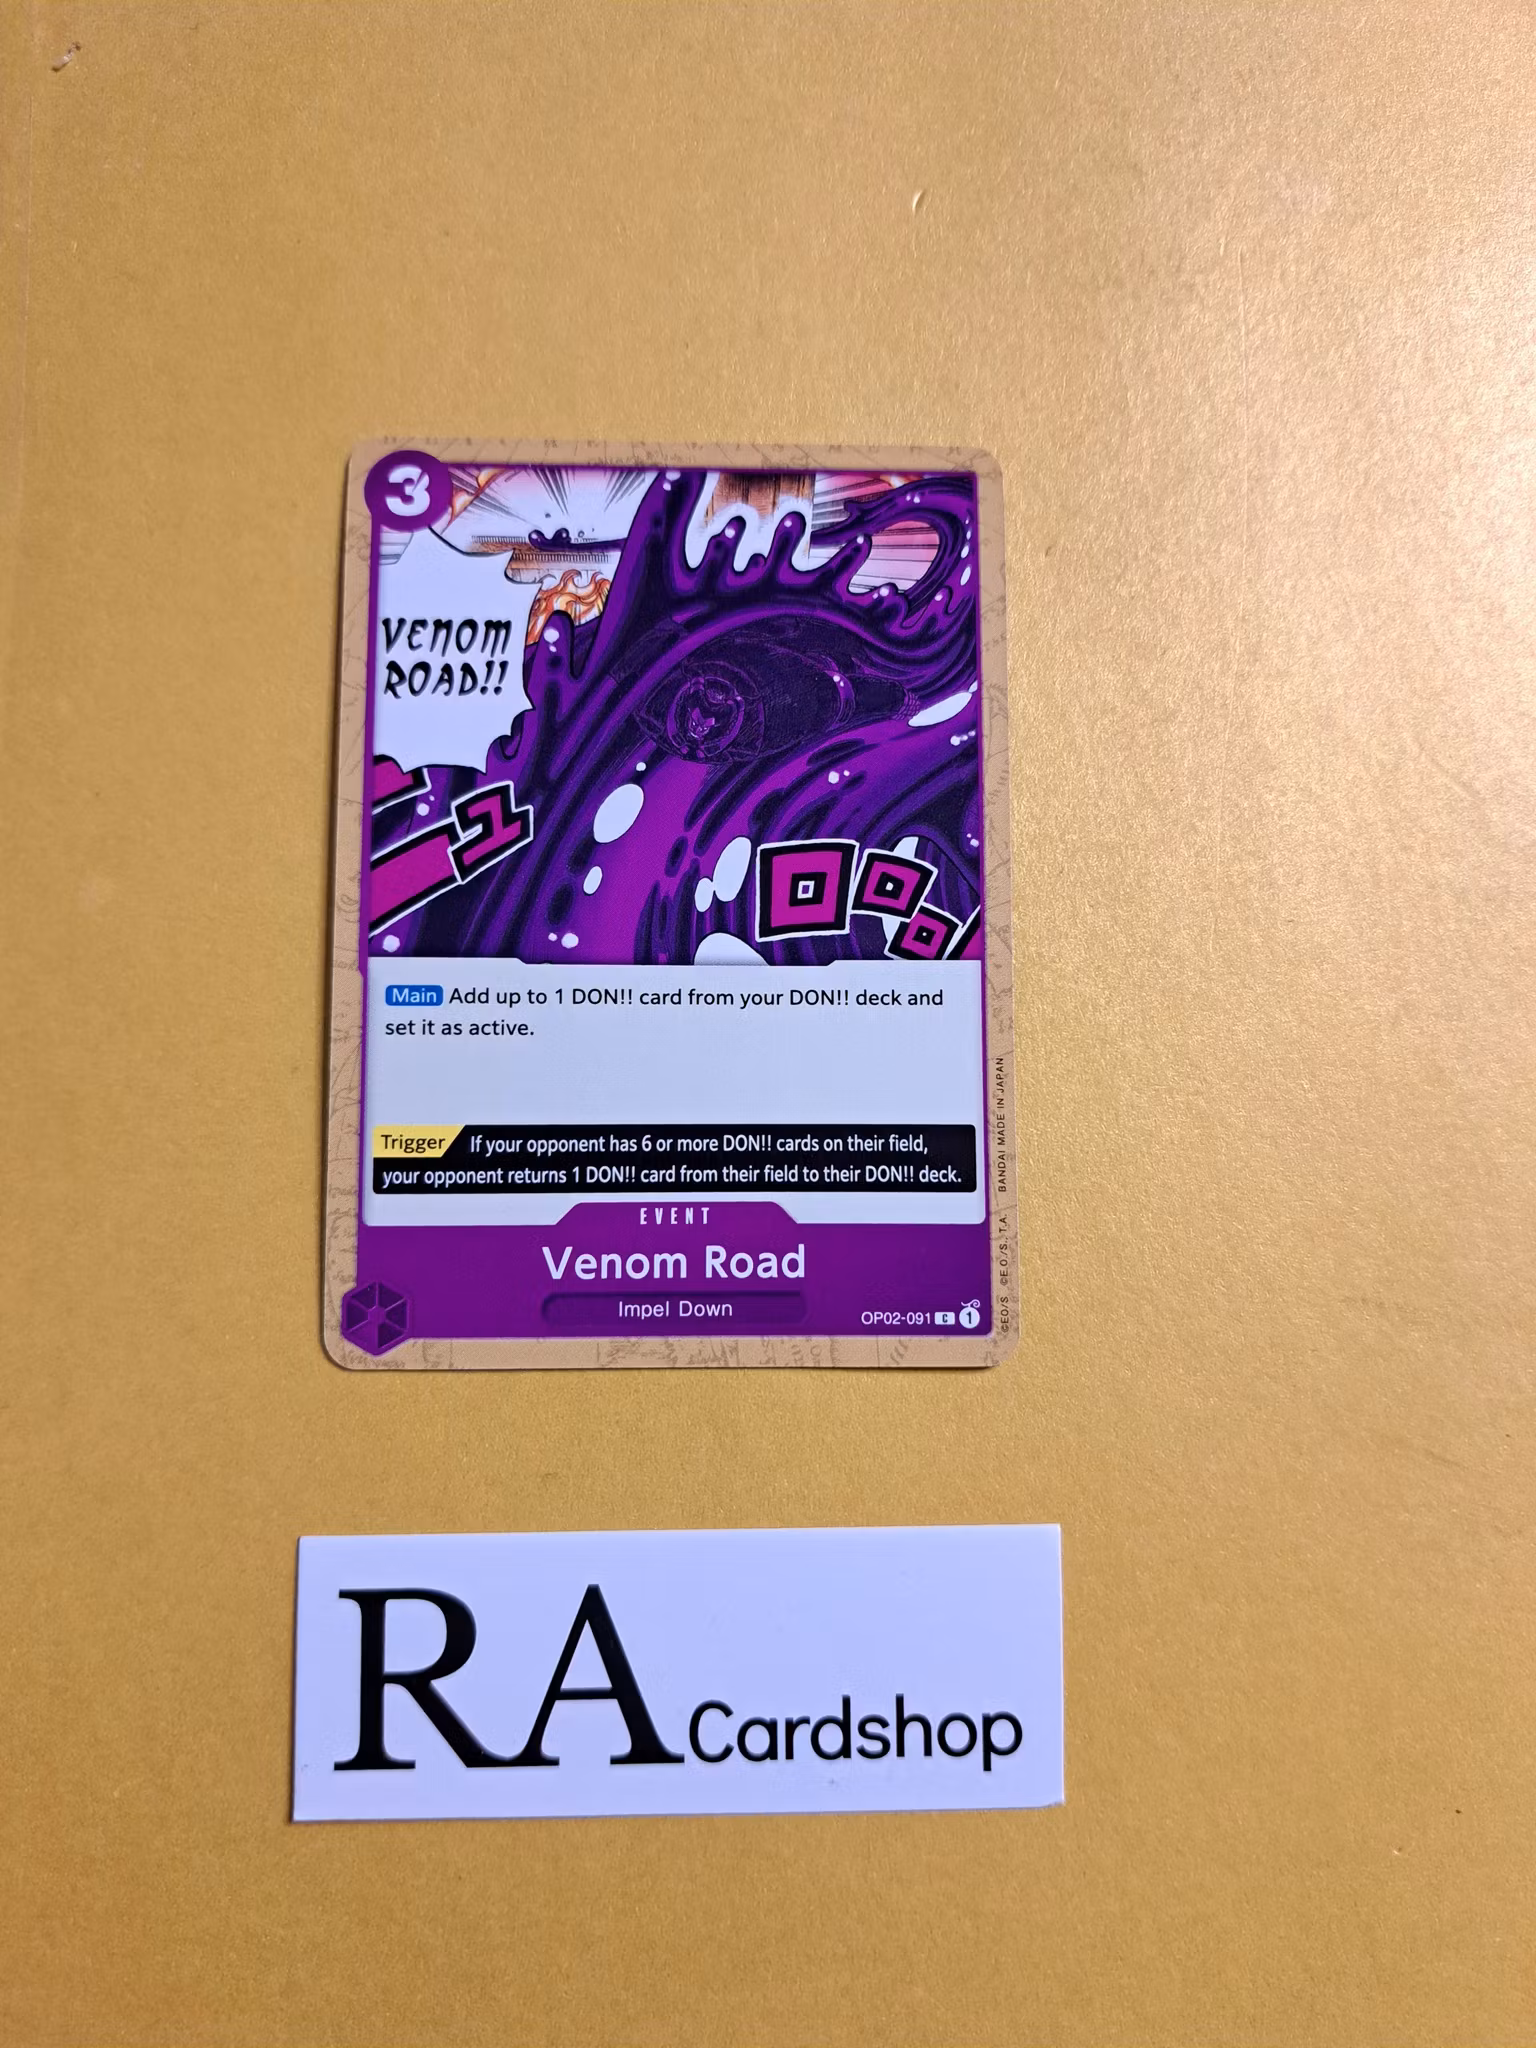 3
VENOM
ROAD!!
Main Add up to 1 DON!! card from your DON!! deck and
set it as active.
Trigger If your opponent has 6 or more DON!! cards on their field,
your opponent returns 1 DON!! card from their field to their DON!! deck.
EVENT
Venom Road
Impel Down
OP02-091 C 1
©EO/S ©E.O./S., T.A. BANDAI MADE IN JAPAN
RA Cardshop